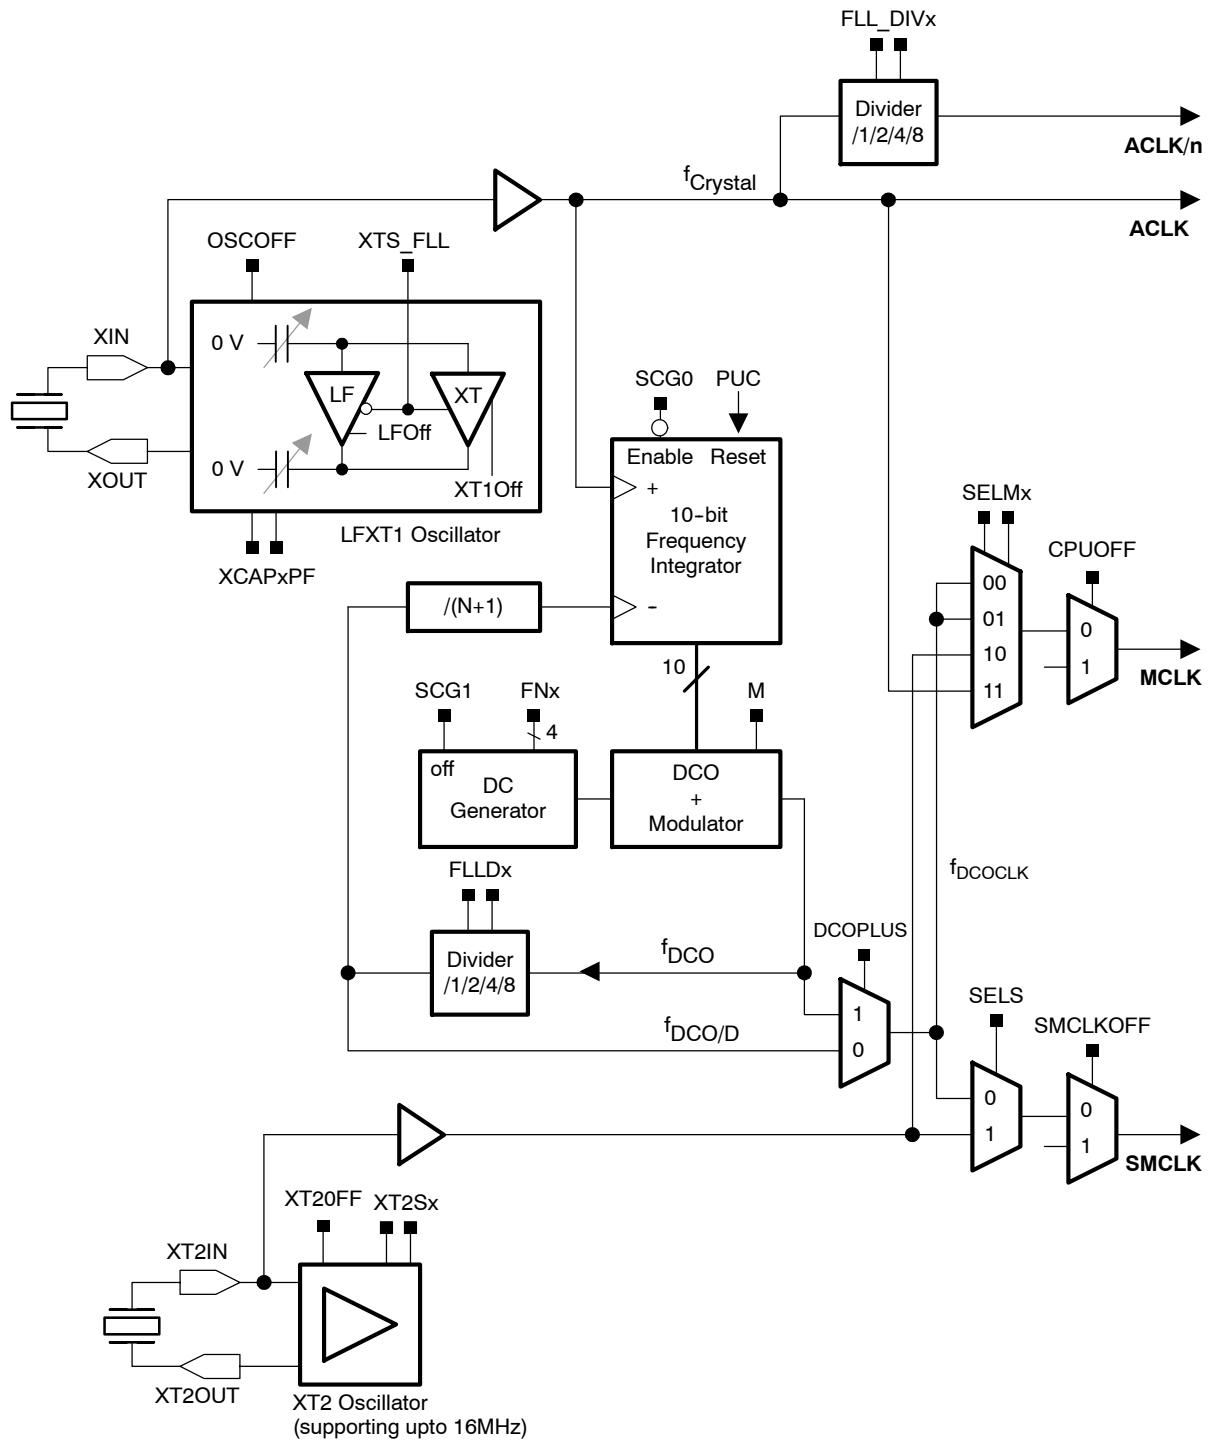 FLL_DIVx
Divider
/1/2/4/8
ACLK/n
fCrystal
ACLK
OSCOFF
XTS_FLL
XIN
0 V
LF
XT
LFOff
0 V
XT1Off
XOUT
LFXT1 Oscillator
XCAPxPF
SCG0
PUC
Enable
Reset
+
10-bit
Frequency
Integrator
-
/(N+1)
10
SELMx
CPUOFF
00
01
10
11
0
1
MCLK
SCG1
FNx
4
M
off
DC
Generator
DCO
+
Modulator
fDCOCLK
FLLDx
Divider
/1/2/4/8
fDCO
DCOPLUS
fDCO/D
1
0
SELS
SMCLKOFF
0
1
0
1
SMCLK
XT20FF
XT2Sx
XT2IN
XT2OUT
XT2 Oscillator
(supporting upto 16MHz)